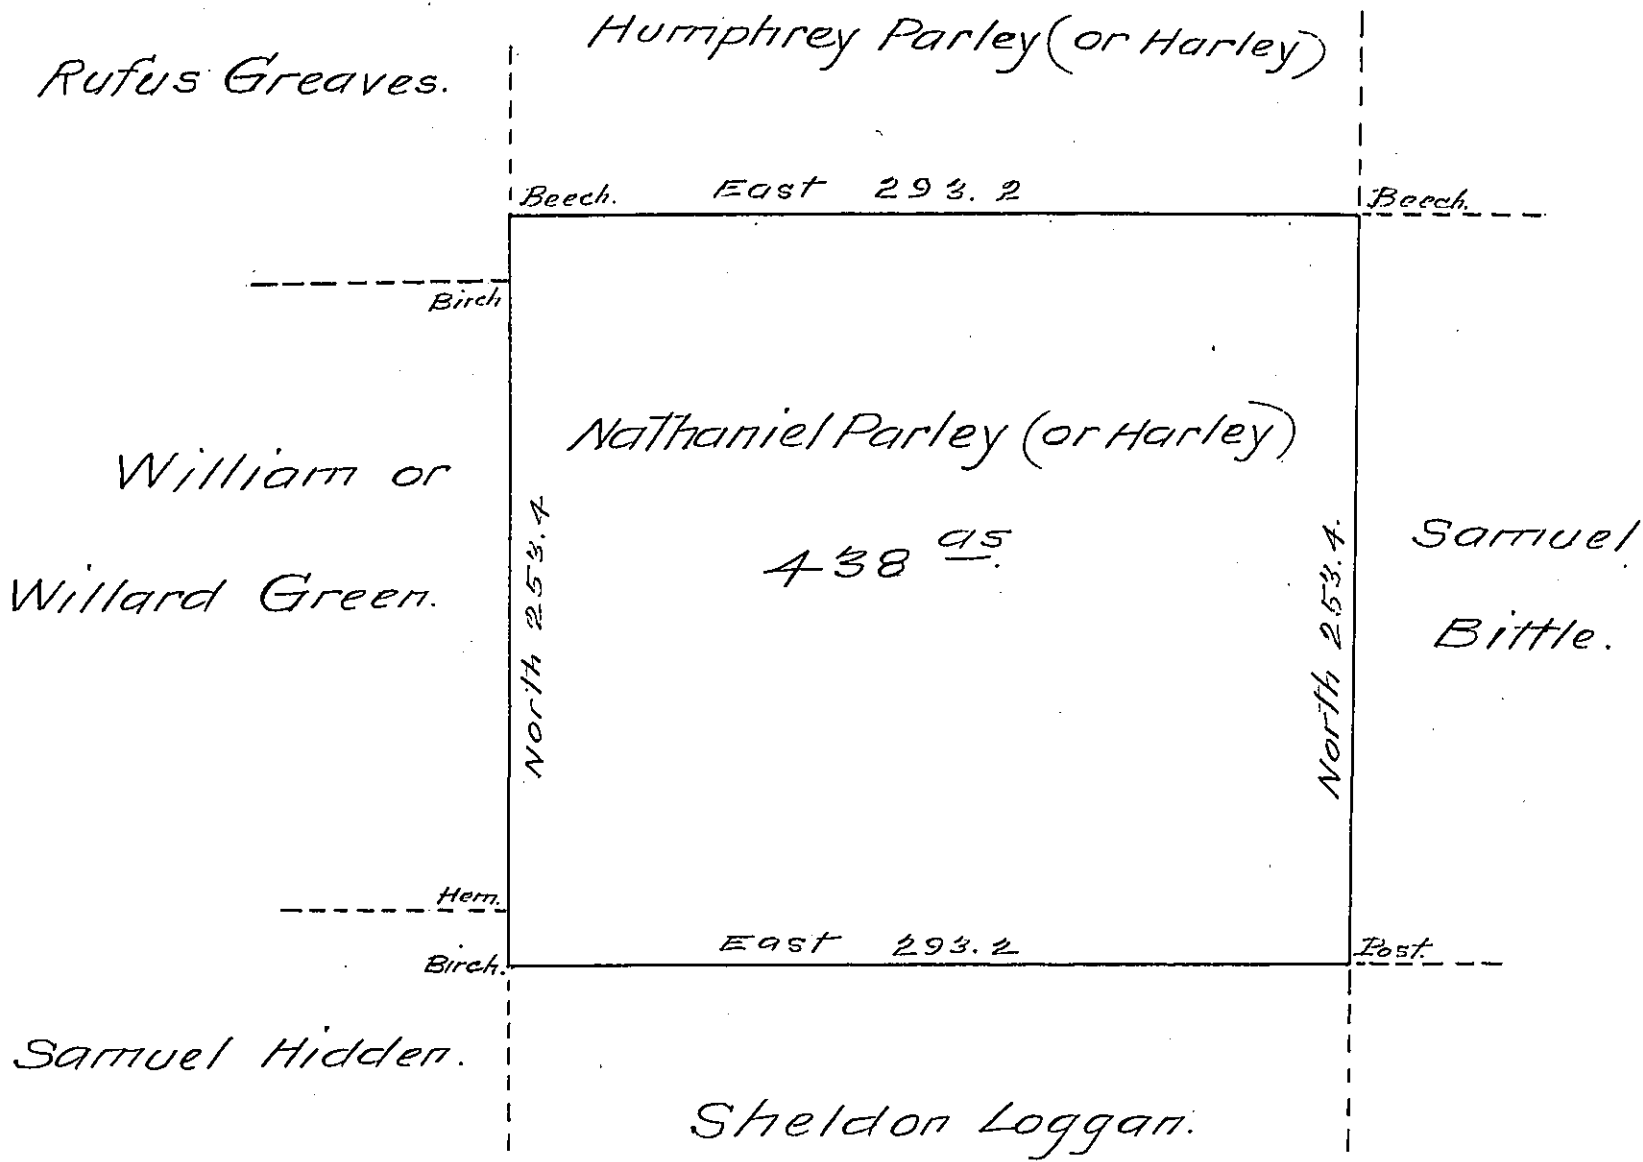 Humphrey Parley (or Harley)
Rufus Greaves.
Beech. East 293.2 Beech.
Birch
Nathaniel Parley (or Harley)
William or
Willard Green.
438 as.
North 253.4
North 253.4.
Samuel
Bittle.
Hem.
Birch. East 293.2 Post.
Samuel Hidden.
Sheldon Loggan.